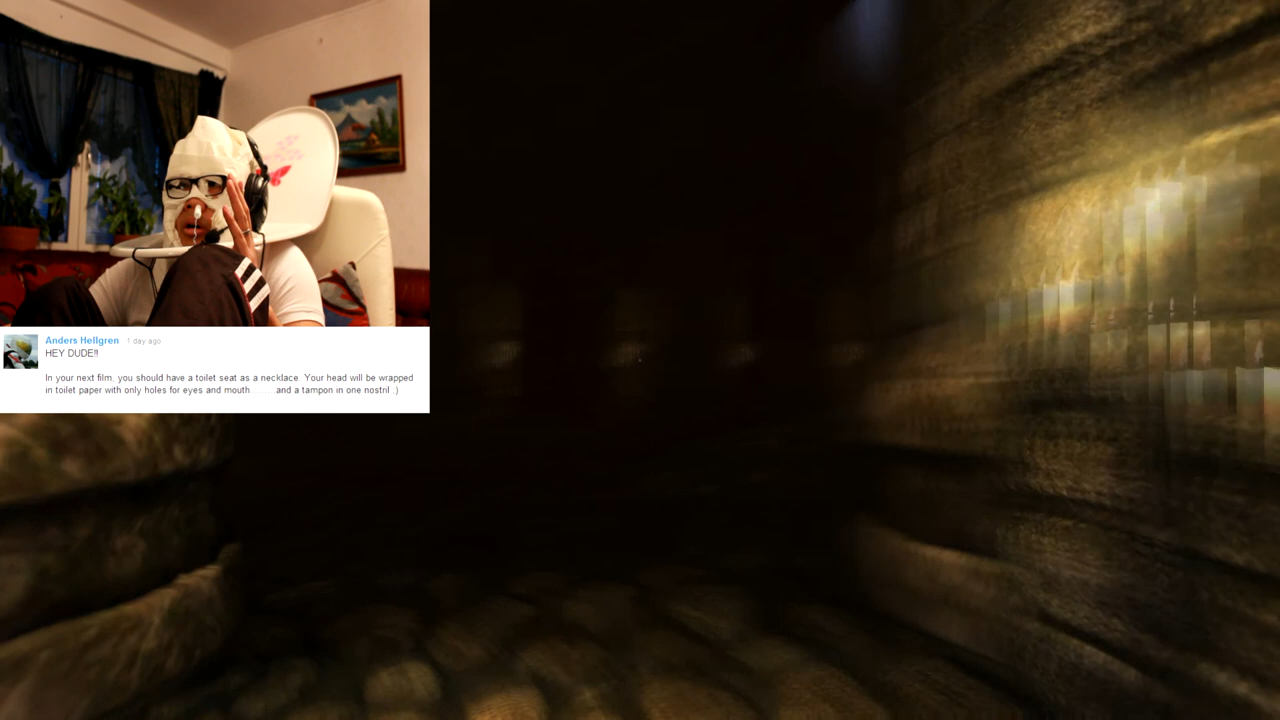 Anders Hellgren 1 day ago
HEY DUDE!!
In your next film, you should have a toilet seat as a necklace. Your head will be wrapped
in toilet paper with only holes for eyes and mouth.........and a tampon in one nostril :)